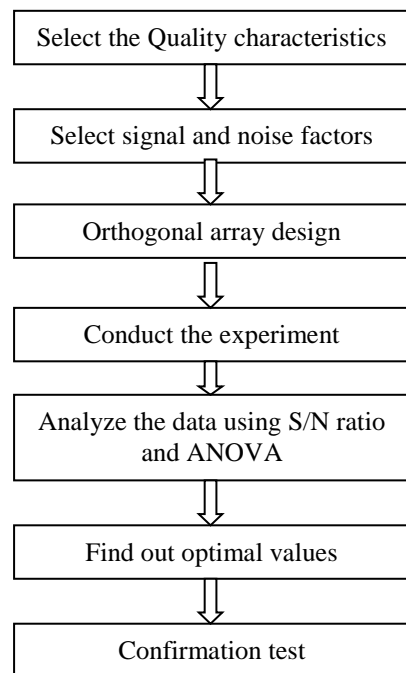 Select the Quality characteristics
Select signal and noise factors
Orthogonal array design
Conduct the experiment
Analyze the data using S/N ratio
and ANOVA
Find out optimal values
Confirmation test